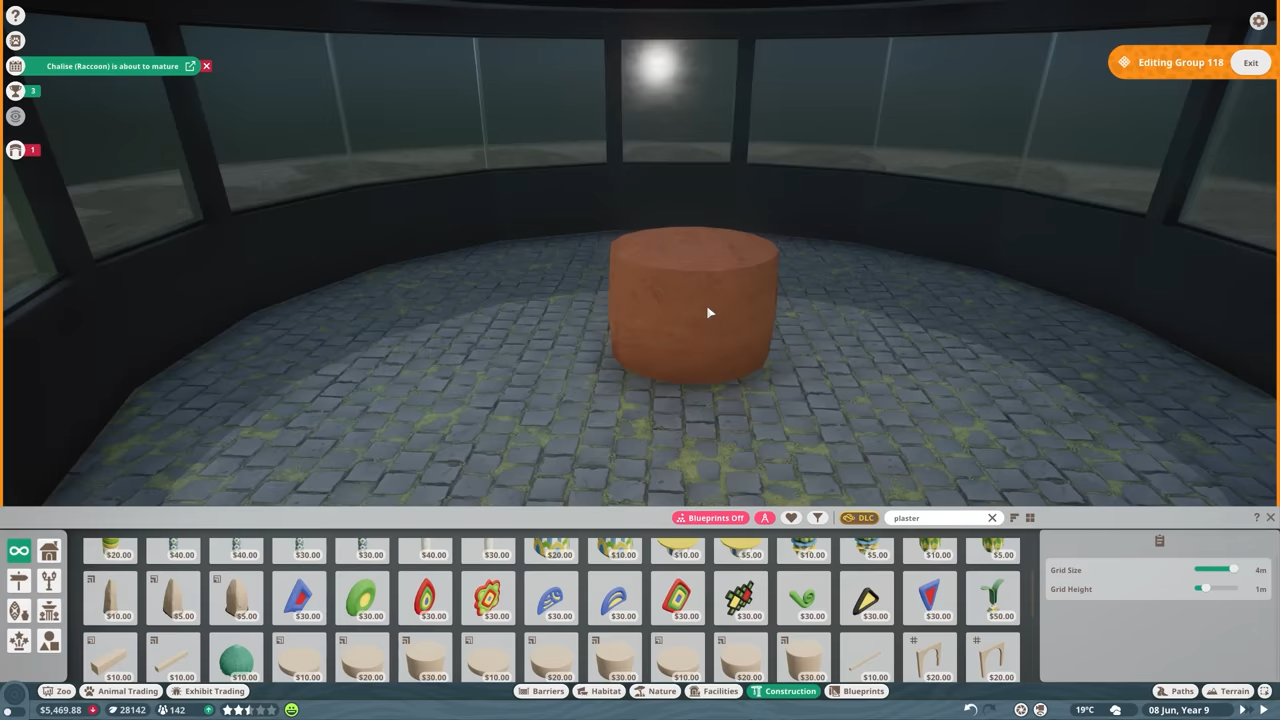 ?
Chalise (Raccoon) is about to mature
3
1
Editing Group 118
Exit
Blueprints Off
DLC
plaster
?
$20.00 $40.00 $40.00 $30.00 $30.00 $40.00 $30.00 $20.00 $10.00 $10.00 $5.00 $10.00 $5.00 $10.00 $5.00
$10.00 $5.00 $5.00 $30.00 $30.00 $30.00 $30.00 $30.00 $30.00 $30.00 $30.00 $30.00 $30.00 $30.00 $50.00
$10.00 $10.00 $10.00 $10.00 $20.00 $30.00 $10.00 $20.00 $30.00 $10.00 $20.00 $30.00 $10.00 $20.00 $20.00
Grid Size 4m
Grid Height 1m
Zoo Animal Trading Exhibit Trading Barriers Habitat Nature Facilities Construction Blueprints Paths Terrain
$5,469.88 28142 142 19°C 08 Jun, Year 9